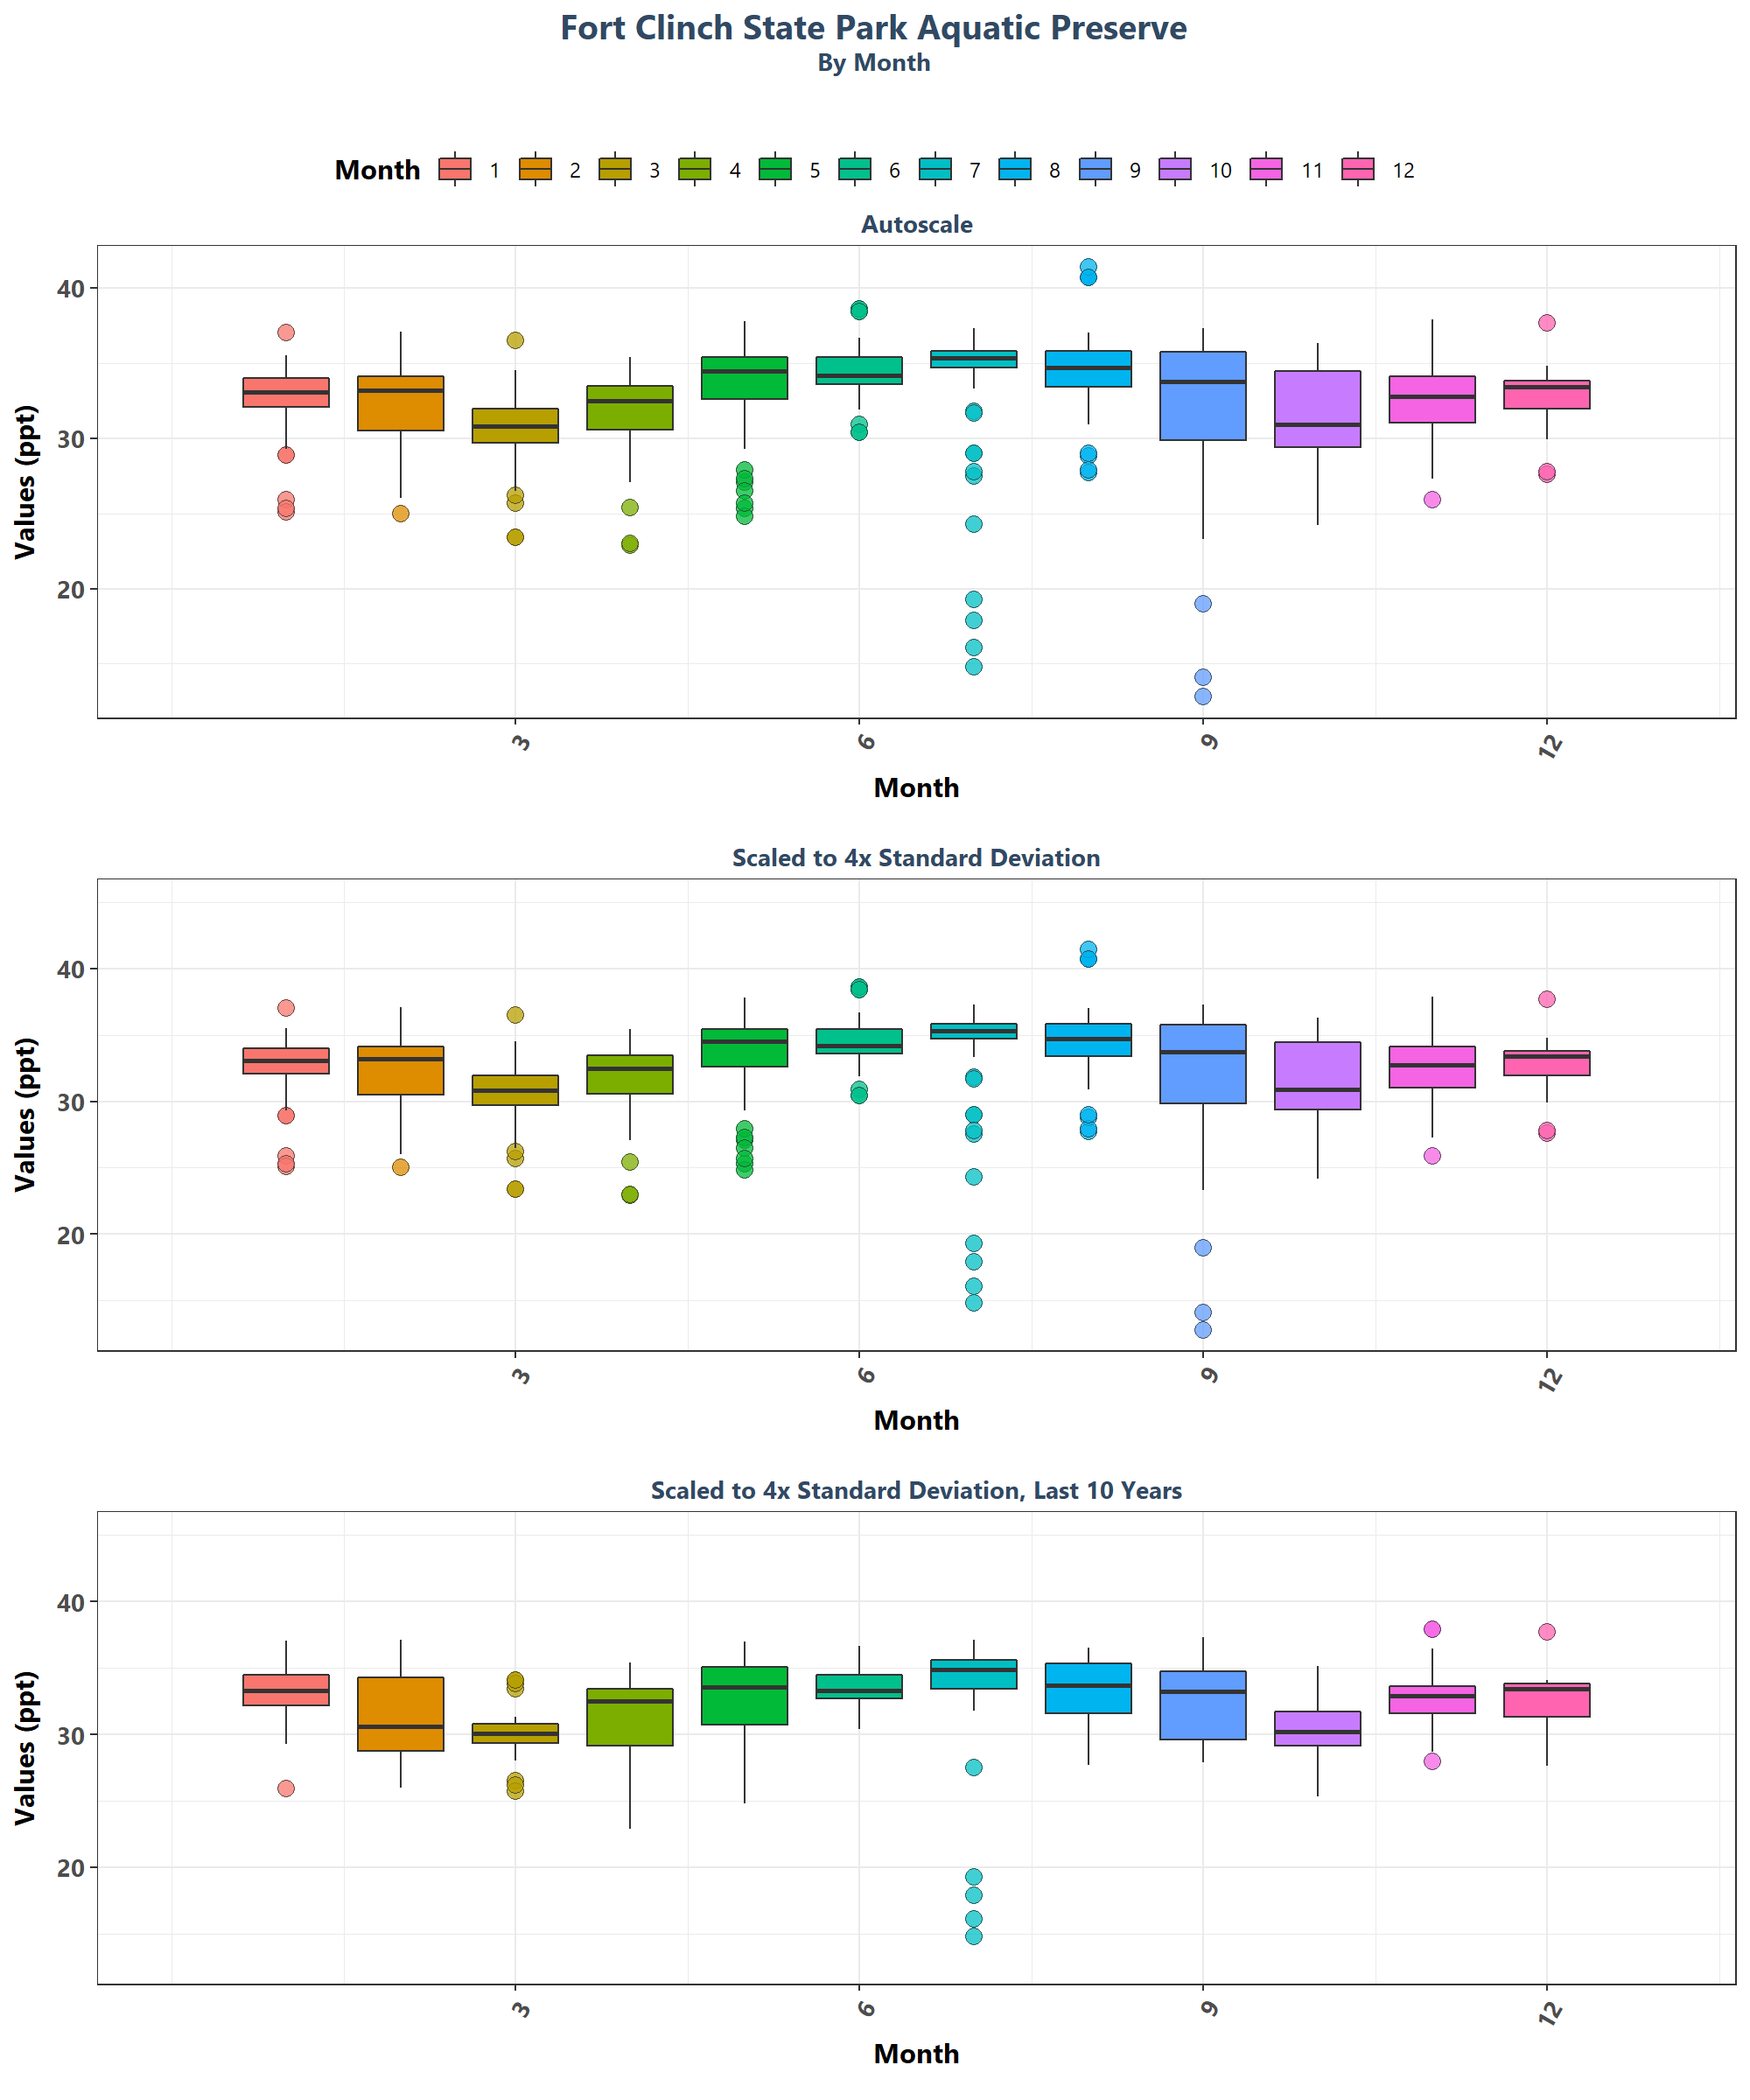 Fort Clinch State Park Aquatic Preserve
By Month
Month 1 2 3 4 5 6 7 8 9 10 11 12
Autoscale
Values (ppt)
40
30
20
3 6 9 12
Month
Scaled to 4x Standard Deviation
Values (ppt)
40
30
20
3 6 9 12
Month
Scaled to 4x Standard Deviation, Last 10 Years
Values (ppt)
40
30
20
3 6 9 12
Month